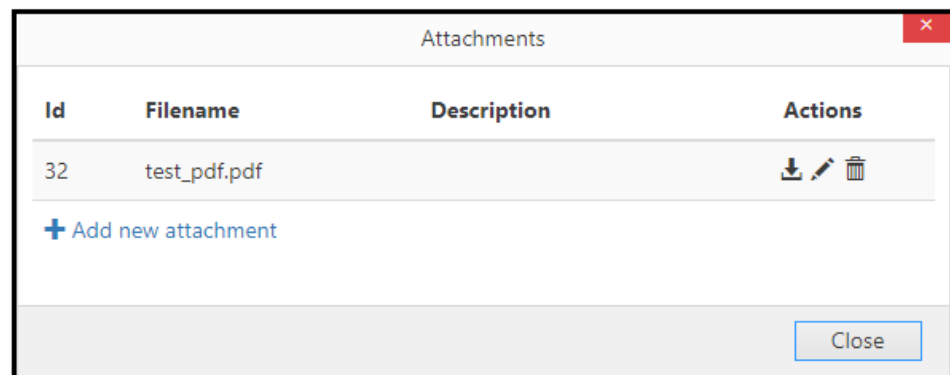 Attachments
Id Filename Description Actions
32 test_pdf.pdf
Add new attachment
Close